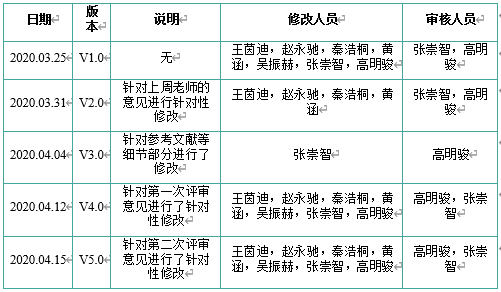 日期 版本 说明 修改人员 审核人员
2020.03.25 V1.0 无 王茵迪，赵永驰，秦浩桐，黄涵，吴振赫，张崇智，高明骏 张崇智，高明骏
2020.03.31 V2.0 针对上周老师的意见进行针对性修改 王茵迪，赵永驰，秦浩桐，黄涵 张崇智，高明骏
2020.04.04 V3.0 针对参考文献等细节部分进行了修改 张崇智 高明骏
2020.04.12 V4.0 针对第一次评审意见进行了针对性修改 王茵迪，赵永驰，秦浩桐，黄涵，吴振赫，张崇智，高明骏 高明骏，张崇智
2020.04.15 V5.0 针对第二次评审意见进行了针对性修改 王茵迪，赵永驰，秦浩桐，黄涵，吴振赫，张崇智，高明骏 高明骏，张崇智